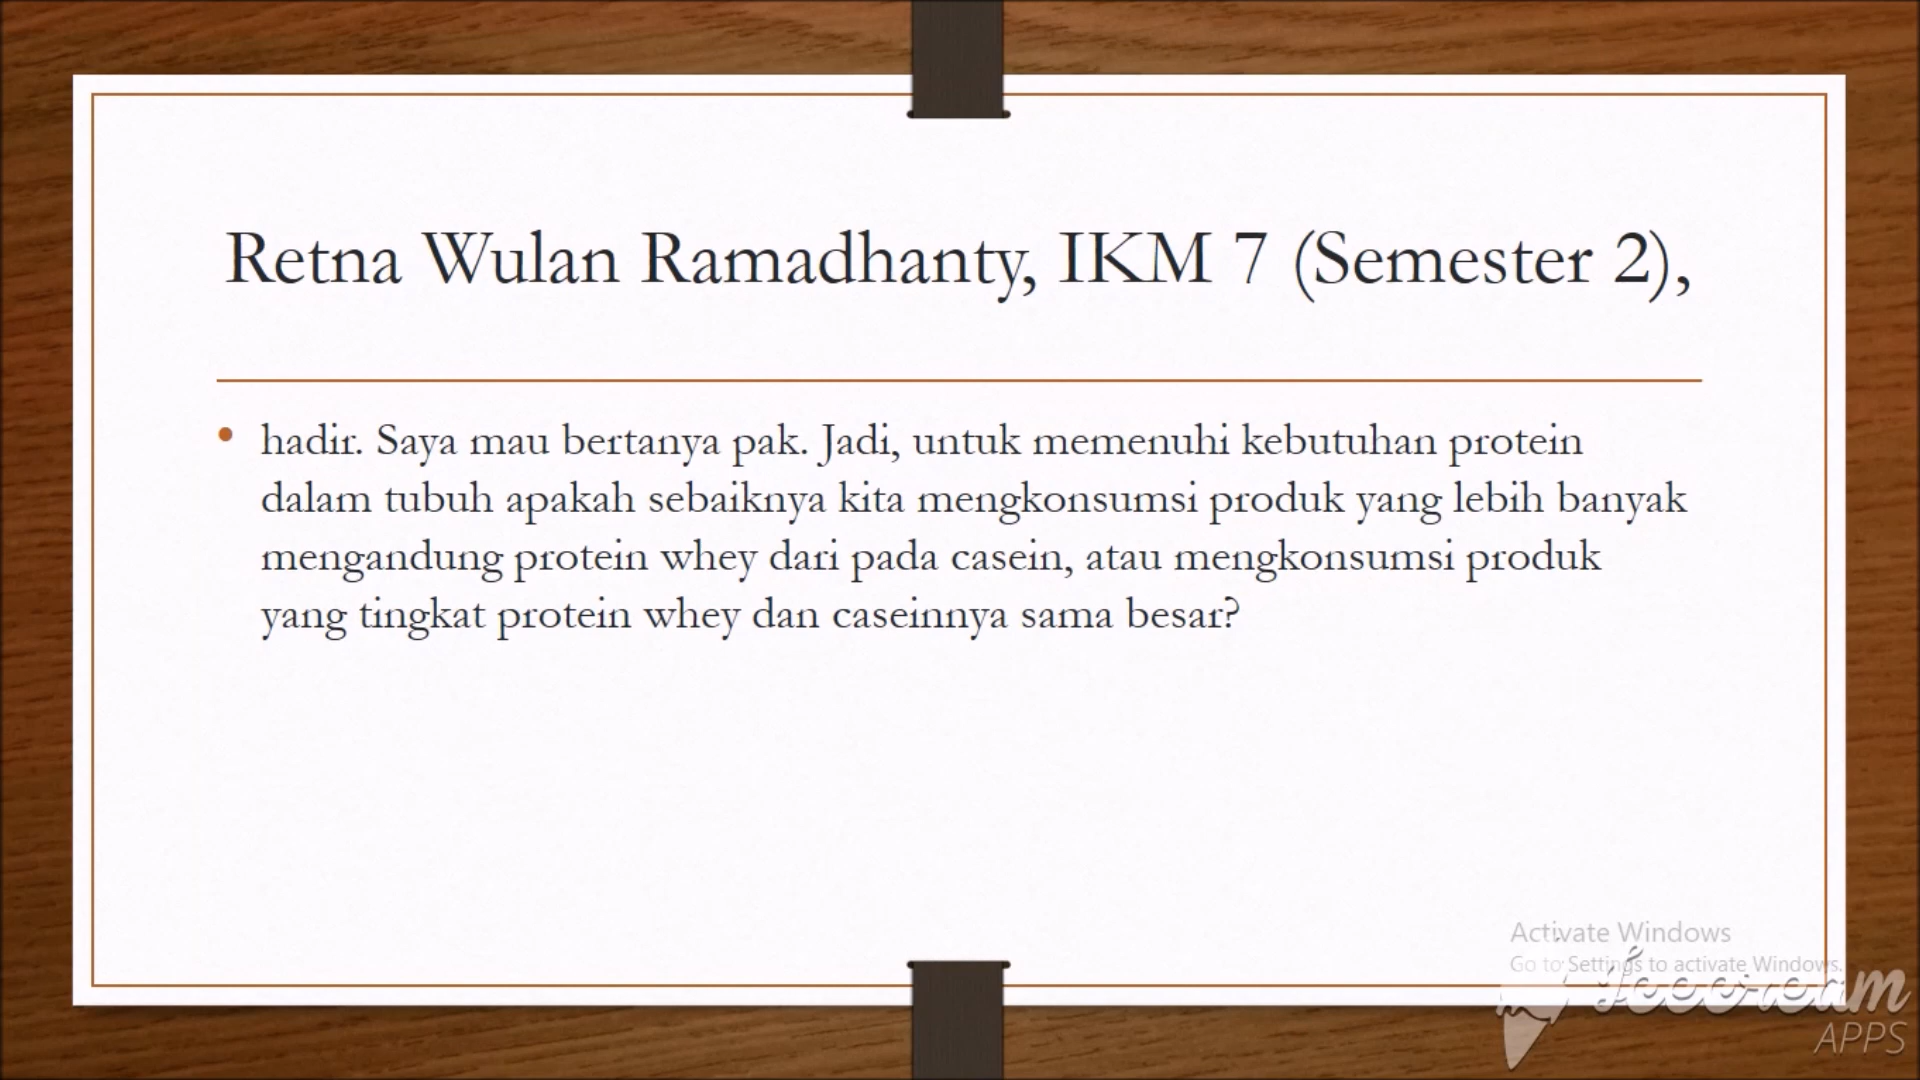 Retna Wulan Ramadhanty, IKM 7 (Semester 2),
• hadir. Saya mau bertanya pak. Jadi, untuk memenuhi kebutuhan protein
dalam tubuh apakah sebaiknya kita mengkonsumsi produk yang lebih banyak
mengandung protein whey dari pada casein, atau mengkonsumsi produk
yang tingkat protein whey dan caseinnya sama besar?
Activate Windows
Go to Settings to activate Windows.
Icecream
APPS